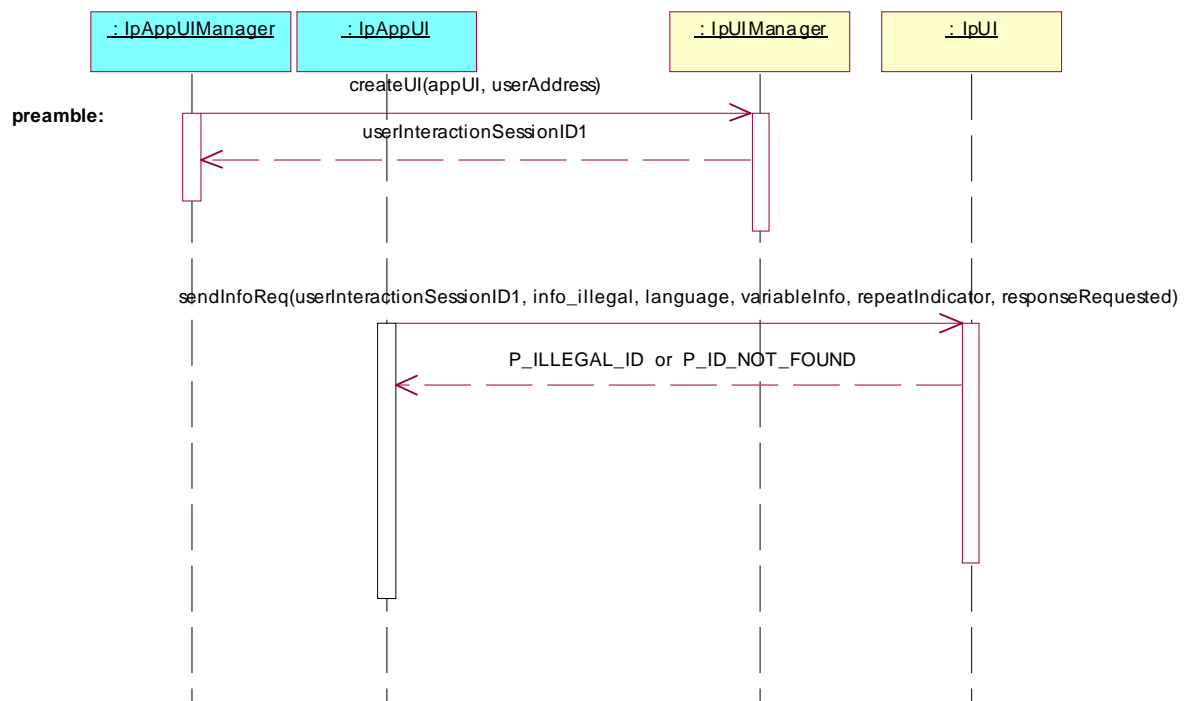 : IpAppUIManager
: IpAppUI
: IpUIManager
: IpUI
createUI(appUI, userAddress)
preamble:
userInteractionSessionID1
sendInfoReq(userInteractionSessionID1, info_illegal, language, variableInfo, repeatIndicator, responseRequested)
P_ILLEGAL_ID or P_ID_NOT_FOUND